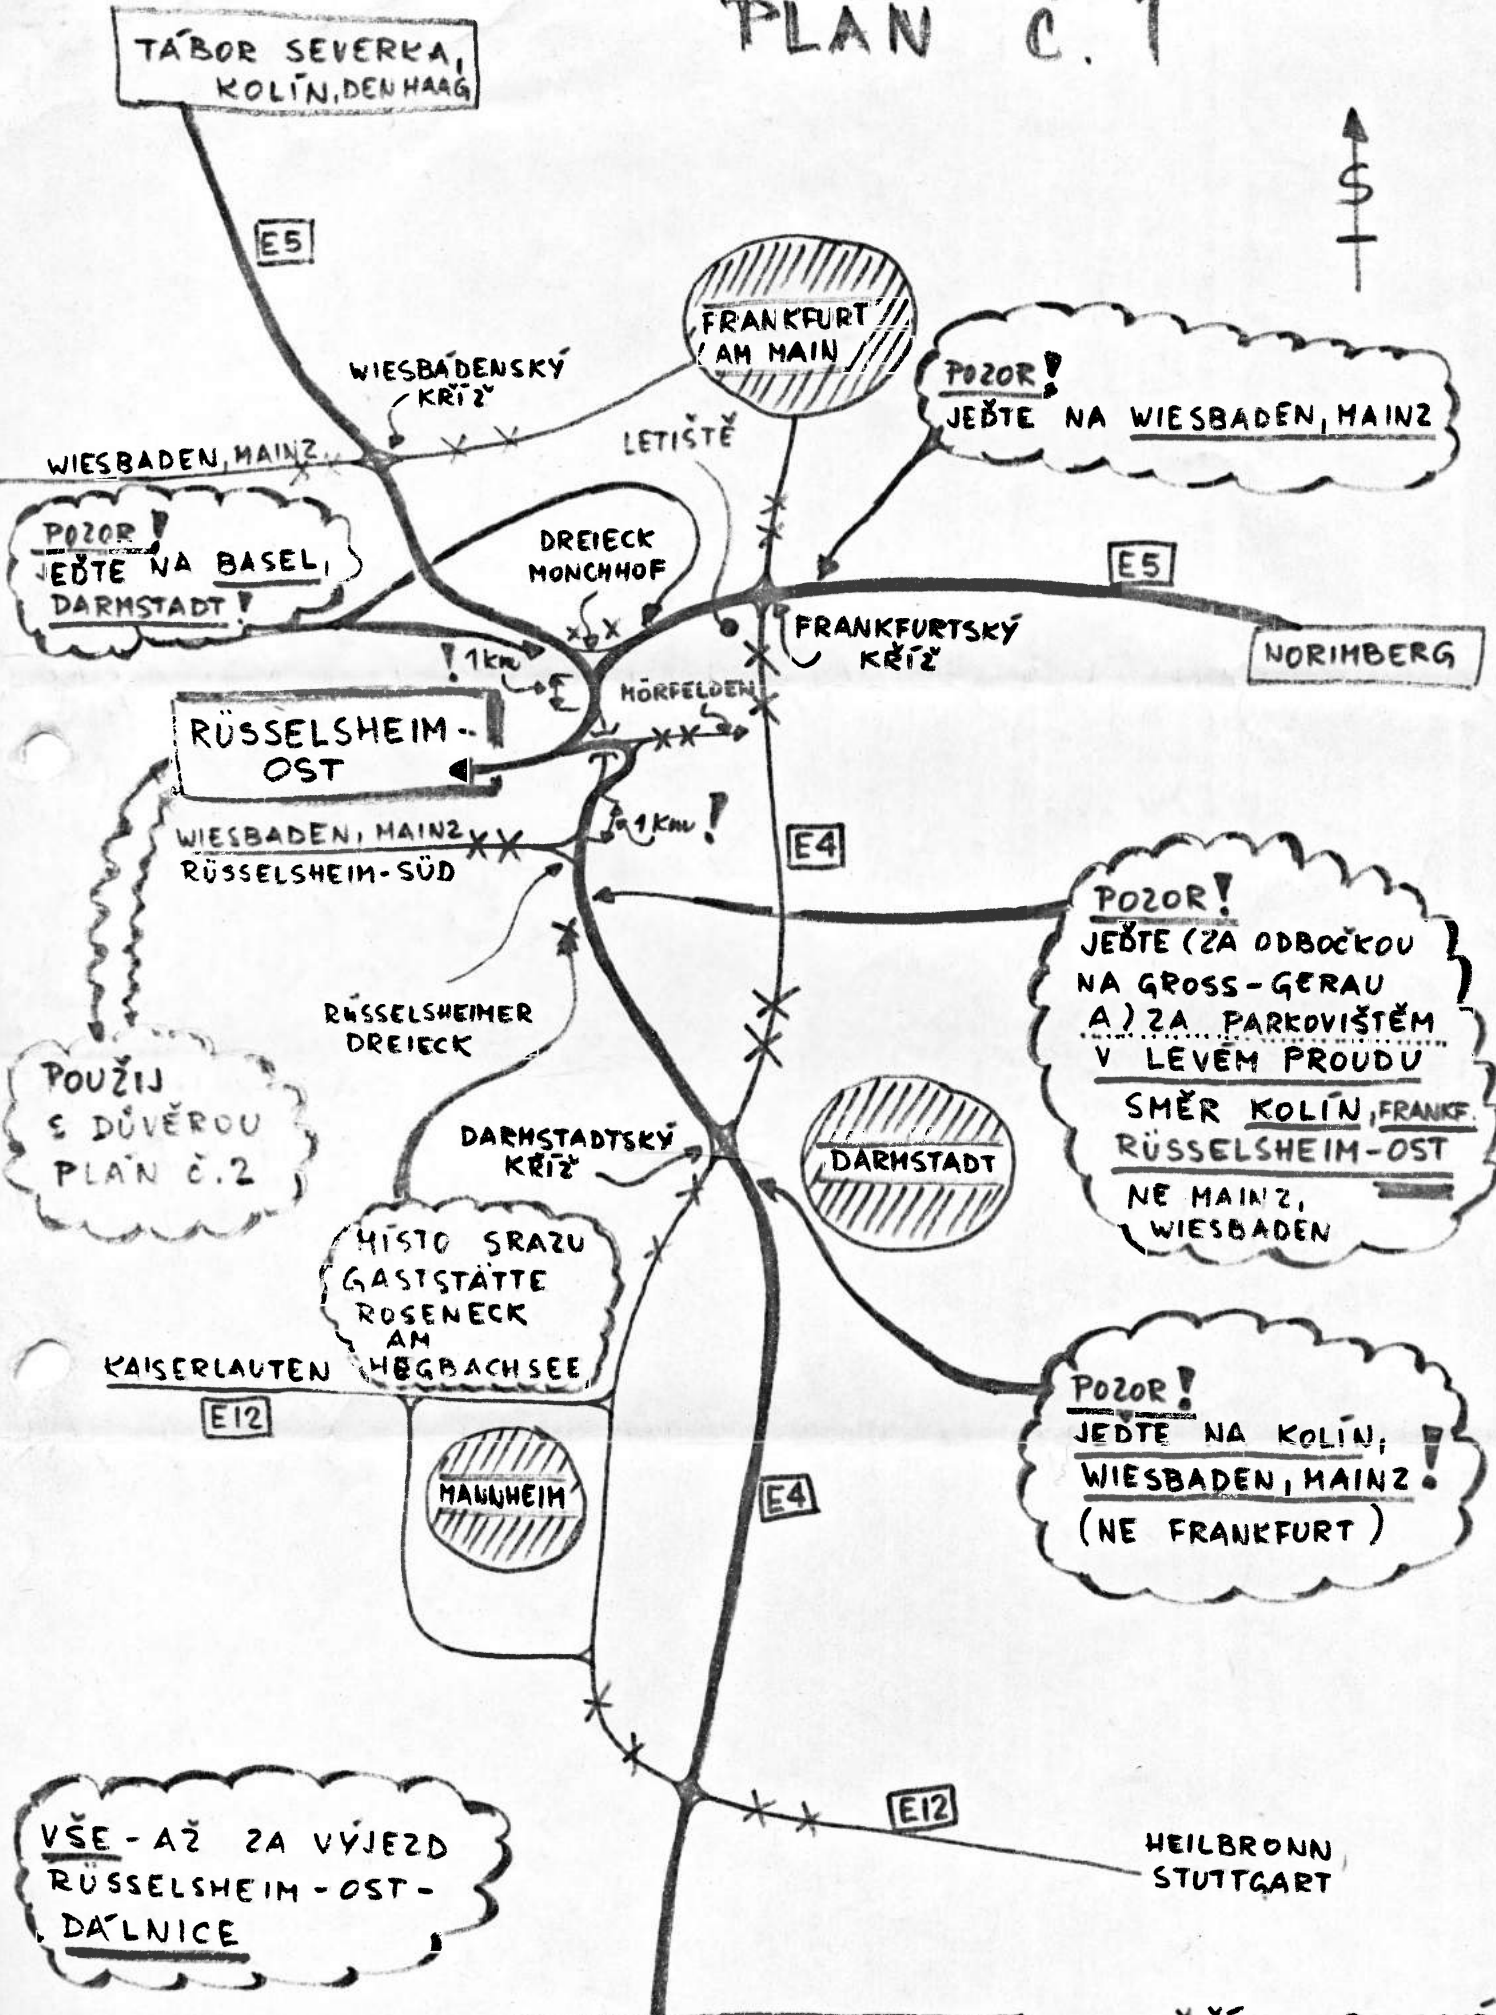 PLAN Č. 1
TÁBOR SEVERKA,
KOLÍN, DEN HAAG
S
E5
FRANKFURT
AM MAIN
WIESBADENSKÝ
KŘÍŽ
POZOR!
JEĎTE NA WIESBADEN, MAINZ
LETIŠTĚ
WIESBADEN, MAINZ
POZOR!
JEĎTE NA BASEL,
DARMSTADT!
DREIECK
MONCHHOF
E5
FRANKFURTSKÝ
KŘÍŽ
NORIMBERG
! 1km
MÖRFELDEN
RÜSSELSHEIM-
OST
1km!
WIESBADEN, MAINZ
RÜSSELSHEIM-SÜD
E4
POZOR!
JEĎTE (ZA ODBOČKOU
NA GROSS-GERAU
A) ZA PARKOVIŠTĚM
V LEVÉM PROUDU
SMĚR KOLÍN, FRANKF.
RÜSSELSHEIM-OST
NE MAINZ,
WIESBADEN
RÜSSELSHEIMER
DREIECK
POUŽIJ
S DŮVĚROU
PLÁN Č.2
DARMSTADTSKÝ
KŘÍŽ
DARMSTADT
MÍSTO SRAZU
GASTSTÄTTE
ROSENECK
AM
HEGBACHSEE
KAISERLAUTEN
E12
MANNHEIM
E4
POZOR!
JEĎTE NA KOLÍN,
WIESBADEN, MAINZ!
(NE FRANKFURT)
E12
HEILBRONN
STUTTGART
VŠE - AŽ ZA VÝJEZD
RÜSSELSHEIM-OST-
DÁLNICE